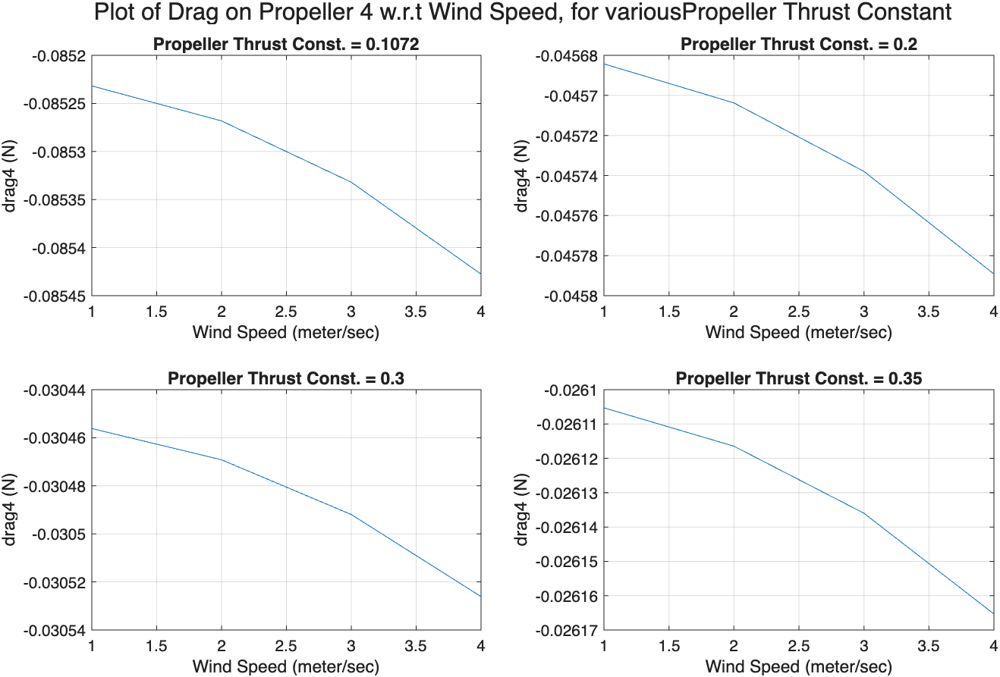 Plot of Drag on Propeller 4 w.r.t Wind Speed, for variousPropeller Thrust Constant
Propeller Thrust Const. = 0.1072
-0.0852
-0.08525
-0.0853
-0.08535
-0.0854
-0.08545
drag4 (N)
1 1.5 2 2.5 3 3.5 4
Wind Speed (meter/sec)
Propeller Thrust Const. = 0.2
-0.04568
-0.0457
-0.04572
-0.04574
-0.04576
-0.04578
-0.0458
drag4 (N)
1 1.5 2 2.5 3 3.5 4
Wind Speed (meter/sec)
Propeller Thrust Const. = 0.3
-0.03044
-0.03046
-0.03048
-0.0305
-0.03052
-0.03054
drag4 (N)
1 1.5 2 2.5 3 3.5 4
Wind Speed (meter/sec)
Propeller Thrust Const. = 0.35
-0.0261
-0.02611
-0.02612
-0.02613
-0.02614
-0.02615
-0.02616
-0.02617
drag4 (N)
1 1.5 2 2.5 3 3.5 4
Wind Speed (meter/sec)